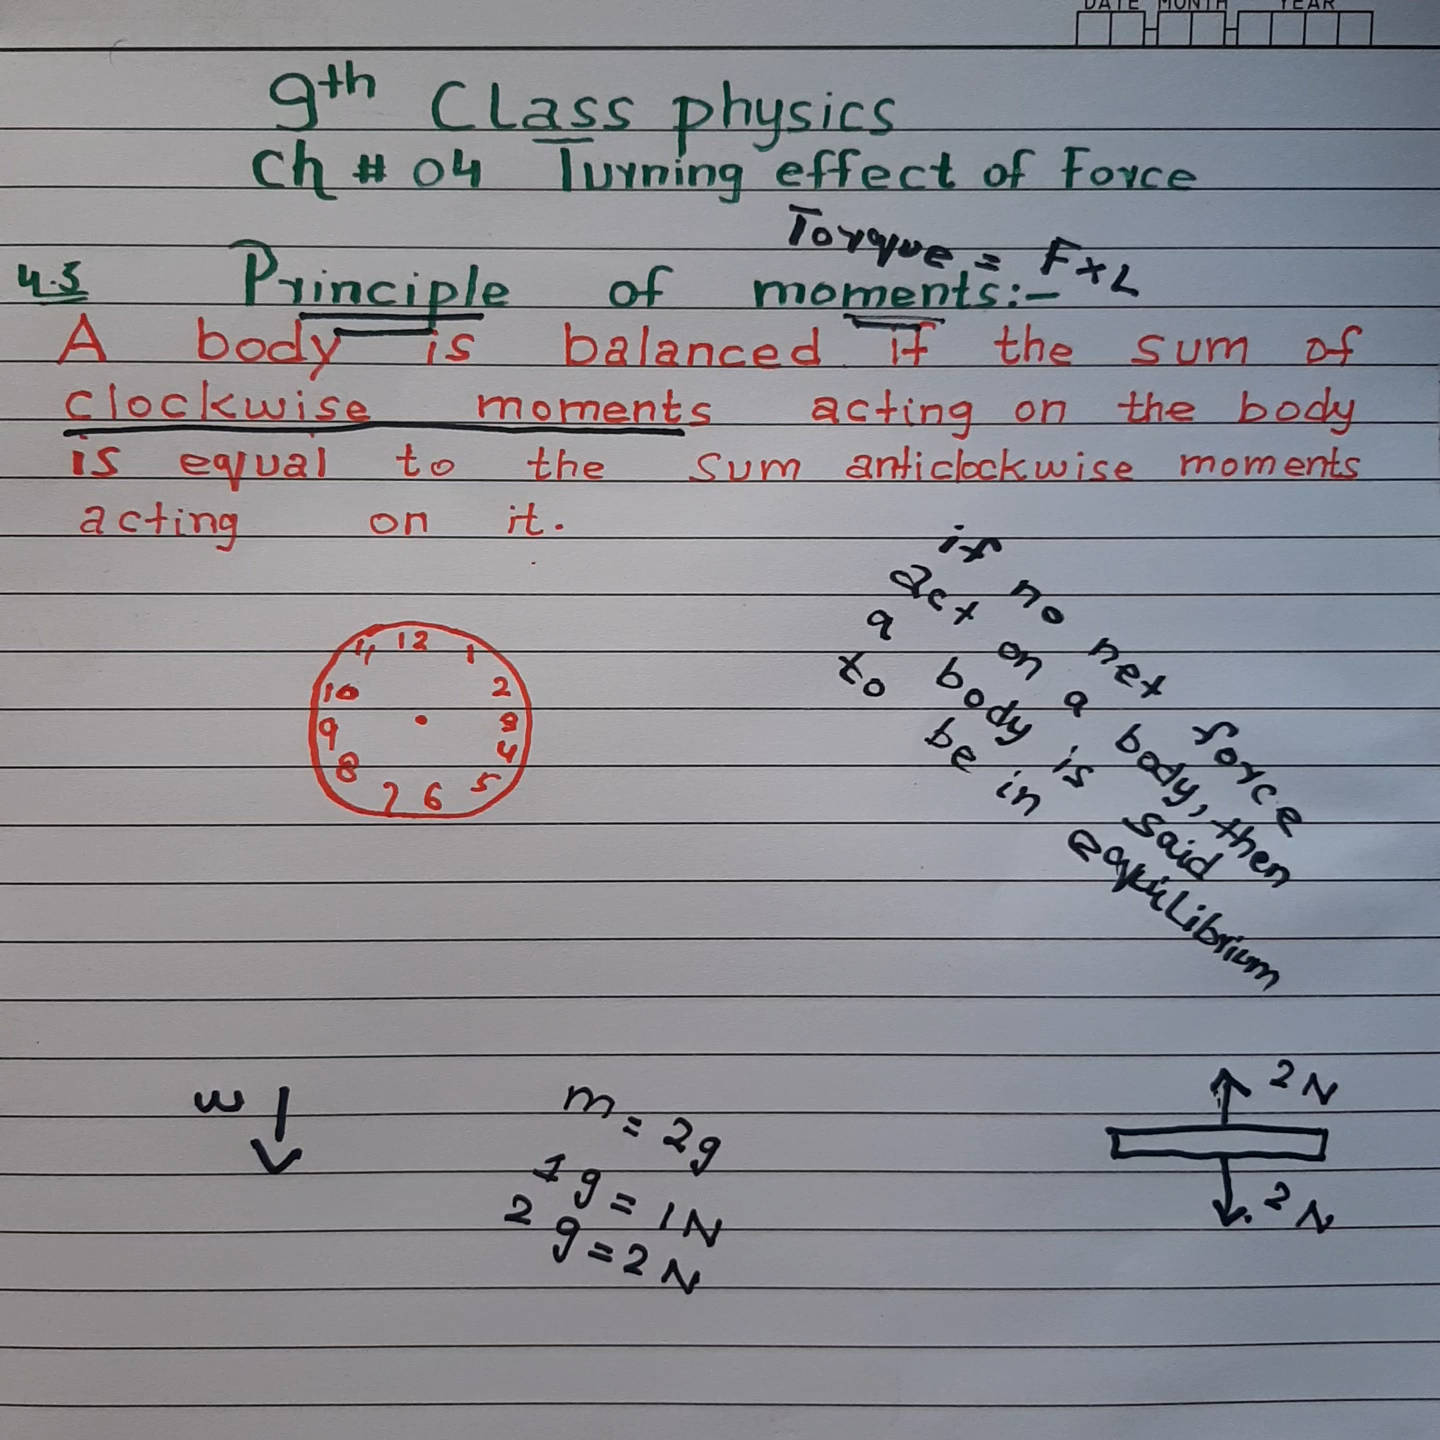 DATE MONTH YEAR
9th Class physics
Ch # 04 Turning effect of Force
Torque = F×L
4.5 Principle of moments:-
A body is balanced if the sum of
clockwise moments acting on the body
is equal to the sum anticlockwise moments
acting on it.
if no net force
act on a body, then
a body is said
to be in equilibrium
11 12 1
10 2
9 3
8 4
7 6 5
w
m = 2g
1g = 1N
2g = 2N
2N
2N